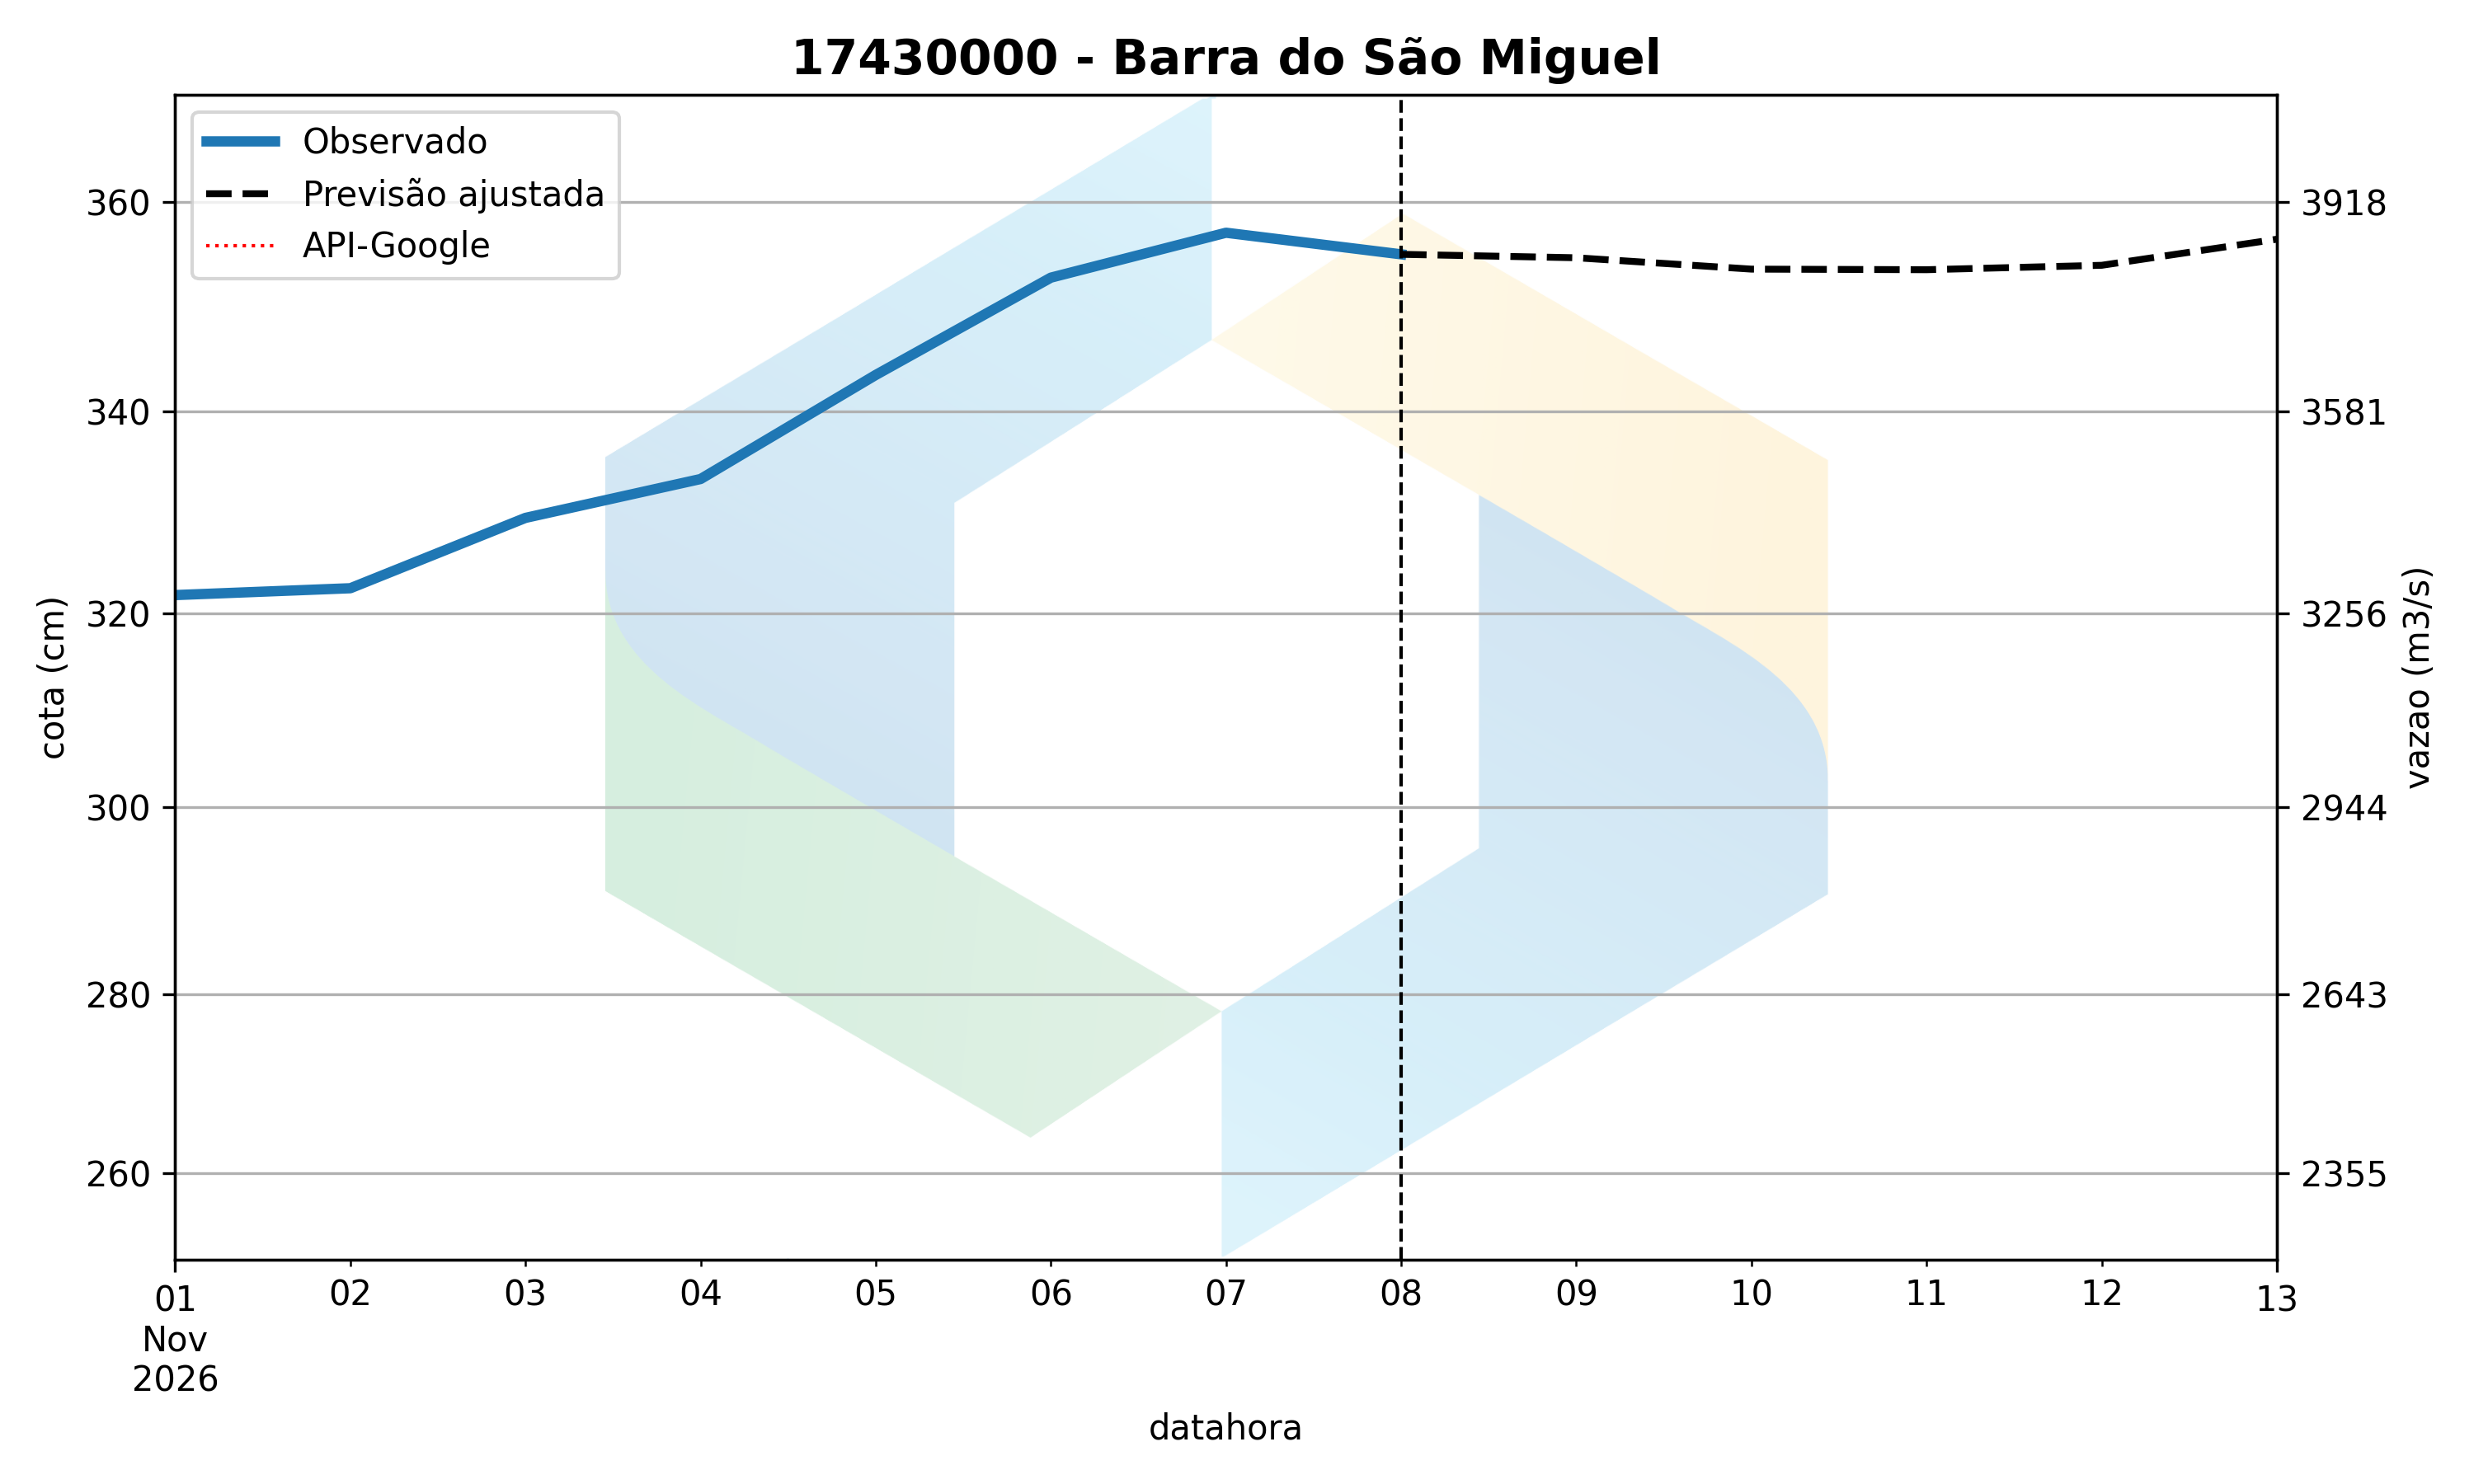 17430000 - Barra do São Miguel
Observado
Previsão ajustada
API-Google
360
340
320
300
280
260
cota (cm)
3918
3581
3256
2944
2643
2355
vazao (m3/s)
01 02 03 04 05 06 07 08 09 10 11 12 13
Nov
2026
datahora